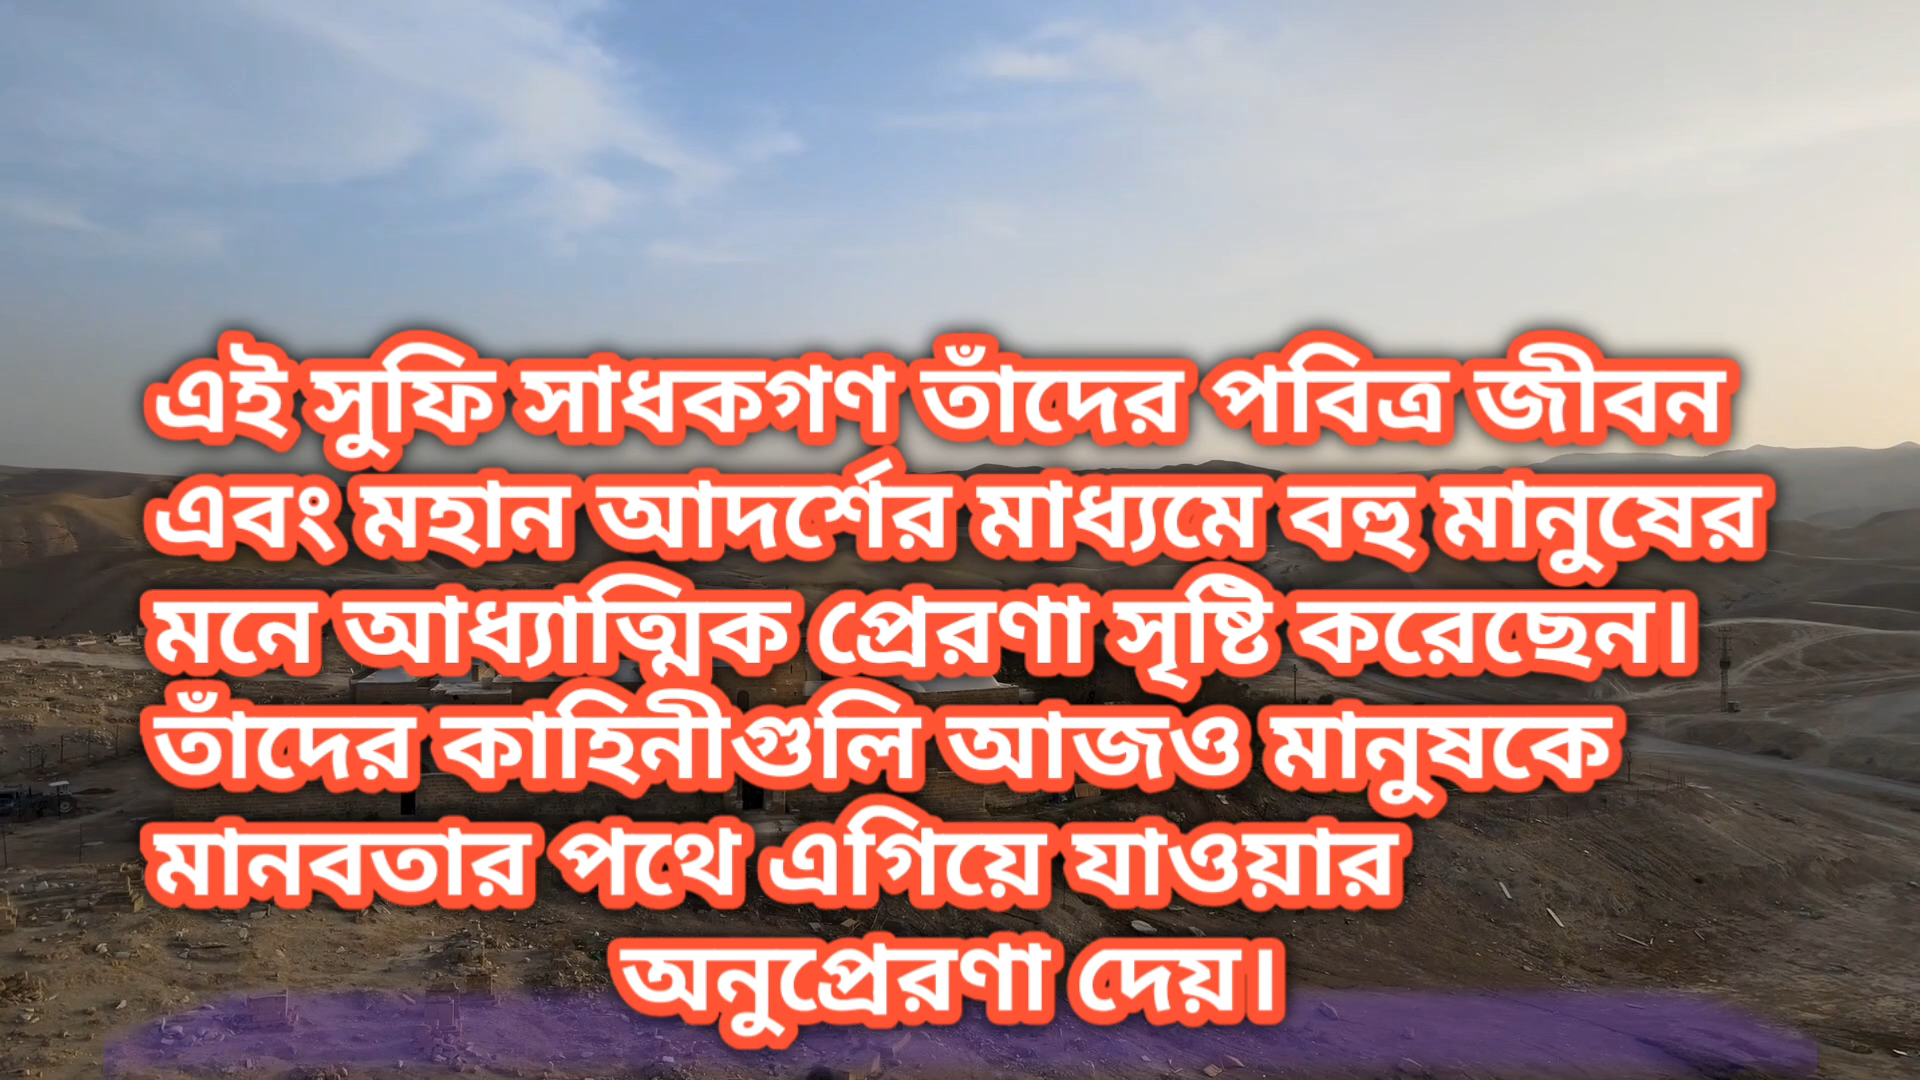 এই সুফি সাধকগণ তাঁদের পবিত্র জীবন
এবং মহান আদর্শের মাধ্যমে বহু মানুষের
মনে আধ্যাত্মিক প্রেরণা সৃষ্টি করেছেন।
তাঁদের কাহিনীগুলি আজও মানুষকে
মানবতার পথে এগিয়ে যাওয়ার
অনুপ্রেরণা দেয়।